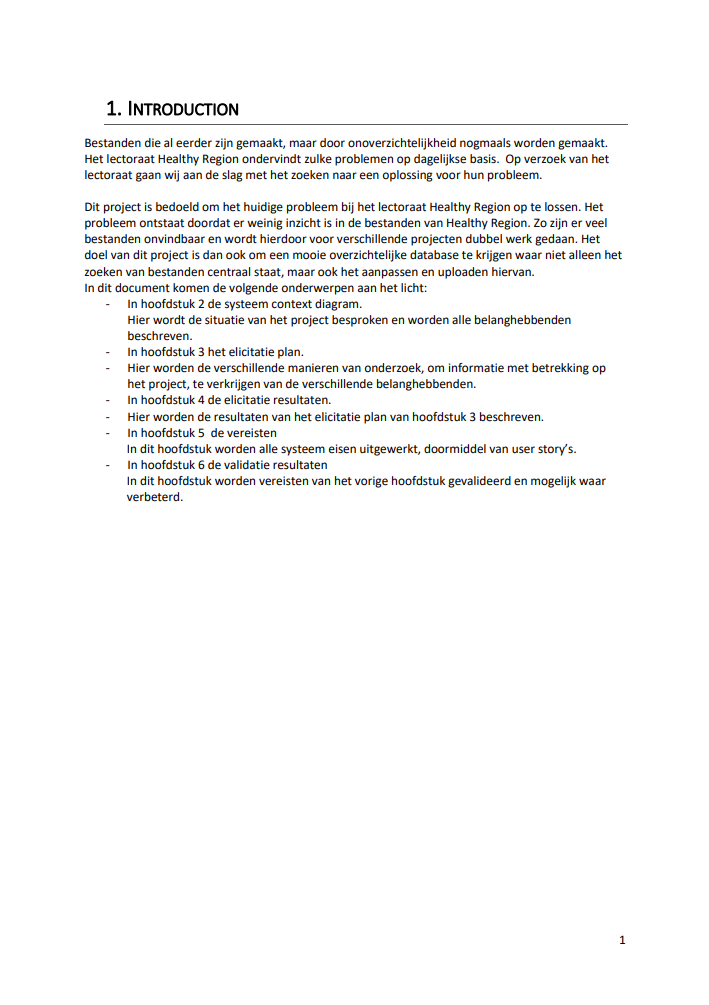 1. INTRODUCTION
Bestanden die al eerder zijn gemaakt, maar door onoverzichtelijkheid nogmaals worden gemaakt.
Het lectoraat Healthy Region ondervindt zulke problemen op dagelijkse basis.  Op verzoek van het
lectoraat gaan wij aan de slag met het zoeken naar een oplossing voor hun probleem.
Dit project is bedoeld om het huidige probleem bij het lectoraat Healthy Region op te lossen. Het
probleem ontstaat doordat er weinig inzicht is in de bestanden van Healthy Region. Zo zijn er veel
bestanden onvindbaar en wordt hierdoor voor verschillende projecten dubbel werk gedaan. Het
doel van dit project is dan ook om een mooie overzichtelijke database te krijgen waar niet alleen het
zoeken van bestanden centraal staat, maar ook het aanpassen en uploaden hiervan.
In dit document komen de volgende onderwerpen aan het licht:
- In hoofdstuk 2 de systeem context diagram.
Hier wordt de situatie van het project besproken en worden alle belanghebbenden
beschreven.
- In hoofdstuk 3 het elicitatie plan.
- Hier worden de verschillende manieren van onderzoek, om informatie met betrekking op
het project, te verkrijgen van de verschillende belanghebbenden.
- In hoofdstuk 4 de elicitatie resultaten.
- Hier worden de resultaten van het elicitatie plan van hoofdstuk 3 beschreven.
- In hoofdstuk 5  de vereisten
In dit hoofdstuk worden alle systeem eisen uitgewerkt, doormiddel van user story’s.
- In hoofdstuk 6 de validatie resultaten
In dit hoofdstuk worden vereisten van het vorige hoofdstuk gevalideerd en mogelijk waar
verbeterd.
1